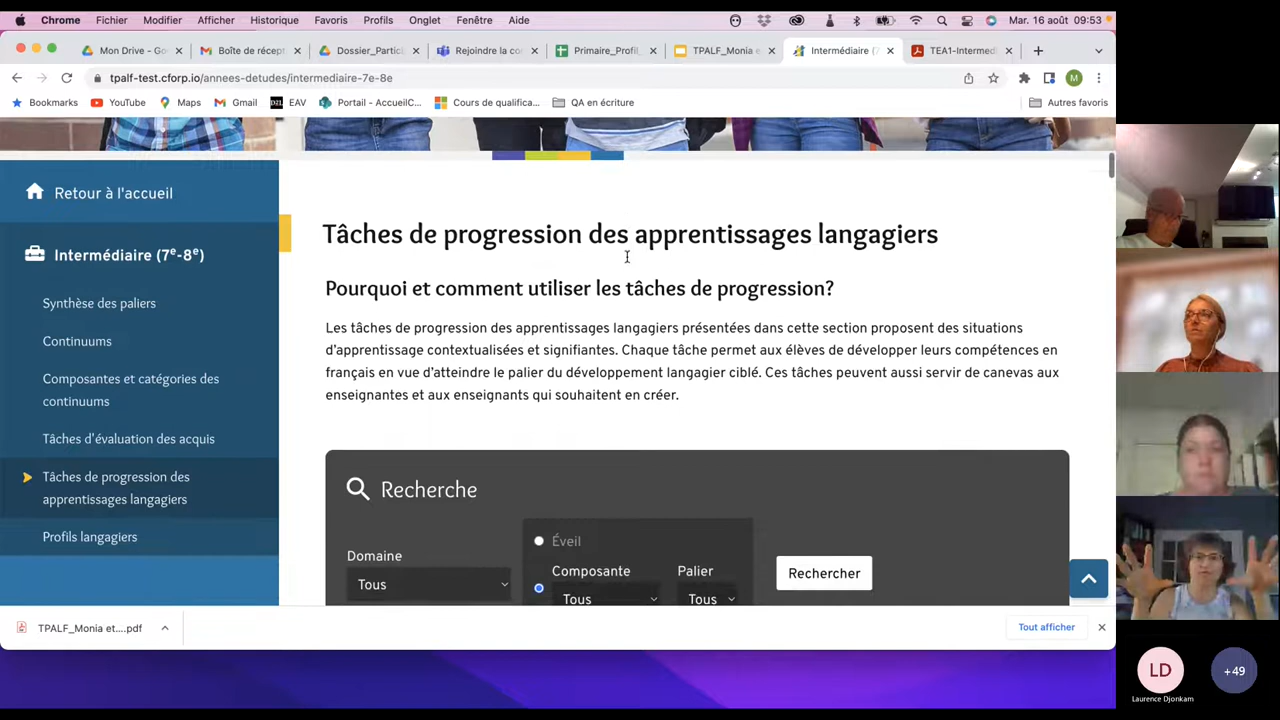 Chrome Fichier Modifier Afficher Historique Favoris Profils Onglet Fenêtre Aide Mar. 16 août 09:53
Mon Drive - Go Boîte de récept Dossier_Partici Rejoindre la co Primaire_Profil_ TPALF_Monia e Intermédiaire (7 TEA1-Intermed
tpalf-test.cforp.io/annees-detudes/intermediaire-7e-8e M
Bookmarks YouTube Maps Gmail D2L EAV Portail - AccueilC... Cours de qualifica... QA en écriture Autres favoris
Retour à l'accueil
Intermédiaire (7e-8e)
Synthèse des paliers
Continuums
Composantes et catégories des
continuums
Tâches d'évaluation des acquis
Tâches de progression des
apprentissages langagiers
Profils langagiers
Tâches de progression des apprentissages langagiers
Pourquoi et comment utiliser les tâches de progression?
Les tâches de progression des apprentissages langagiers présentées dans cette section proposent des situations
d'apprentissage contextualisées et signifiantes. Chaque tâche permet aux élèves de développer leurs compétences en
français en vue d'atteindre le palier du développement langagier ciblé. Ces tâches peuvent aussi servir de canevas aux
enseignantes et aux enseignants qui souhaitent en créer.
Recherche
Éveil
Domaine
Composante Palier
Tous
Tous Tous
Rechercher
TPALF_Monia et....pdf Tout afficher
LD +49
Laurence Djonkam